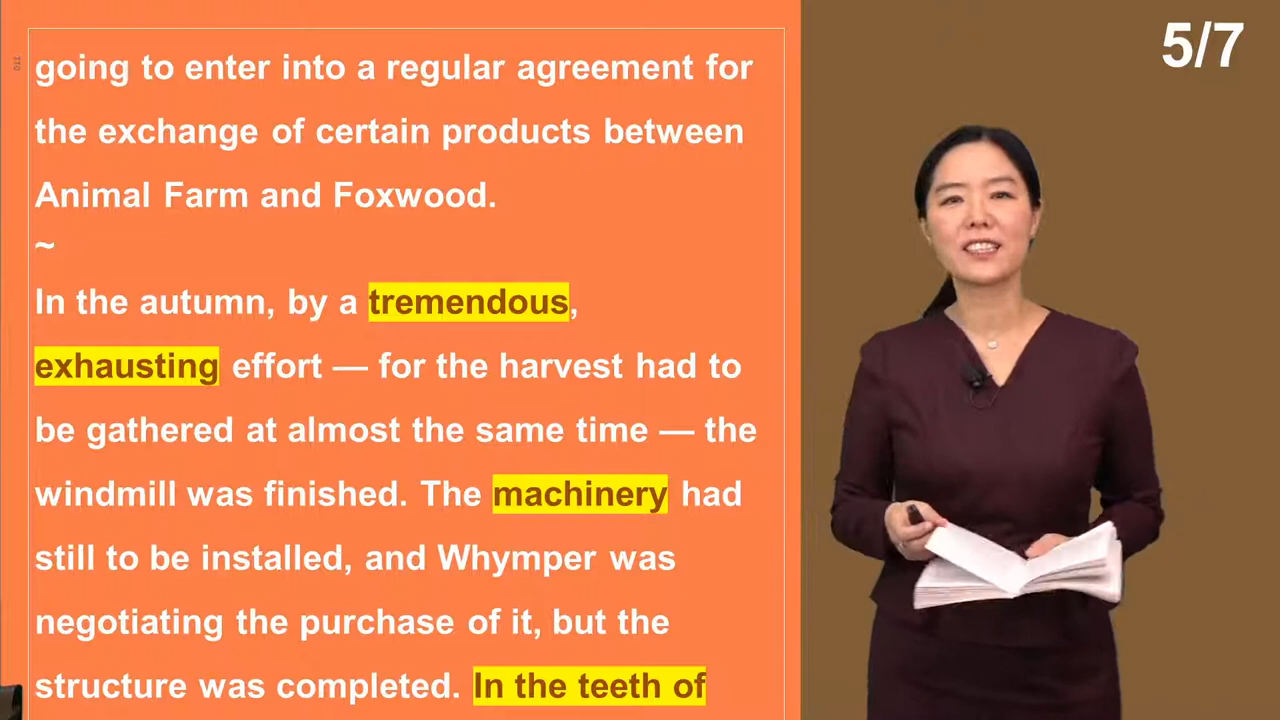 5/7
going to enter into a regular agreement for
the exchange of certain products between
Animal Farm and Foxwood.
~
In the autumn, by a tremendous,
exhausting effort — for the harvest had to
be gathered at almost the same time — the
windmill was finished. The machinery had
still to be installed, and Whymper was
negotiating the purchase of it, but the
structure was completed. In the teeth of